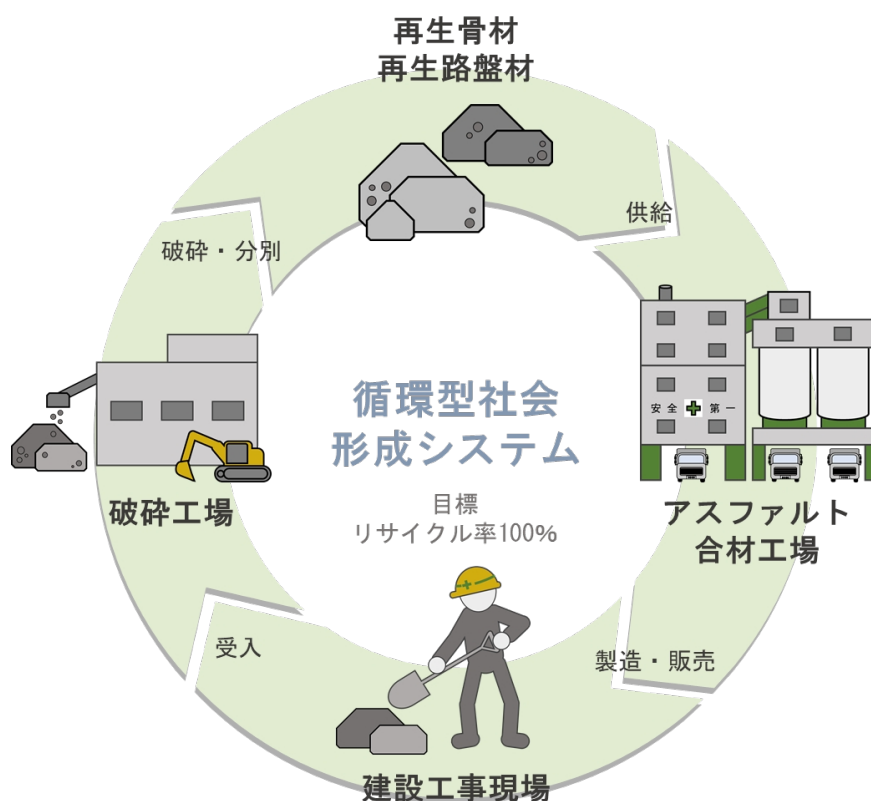 再生骨材
再生路盤材
供給
破砕・分別
安全 第一
循環型社会
形成システム
目標
リサイクル率100%
破砕工場
アスファルト
合材工場
受入
製造・販売
建設工事現場